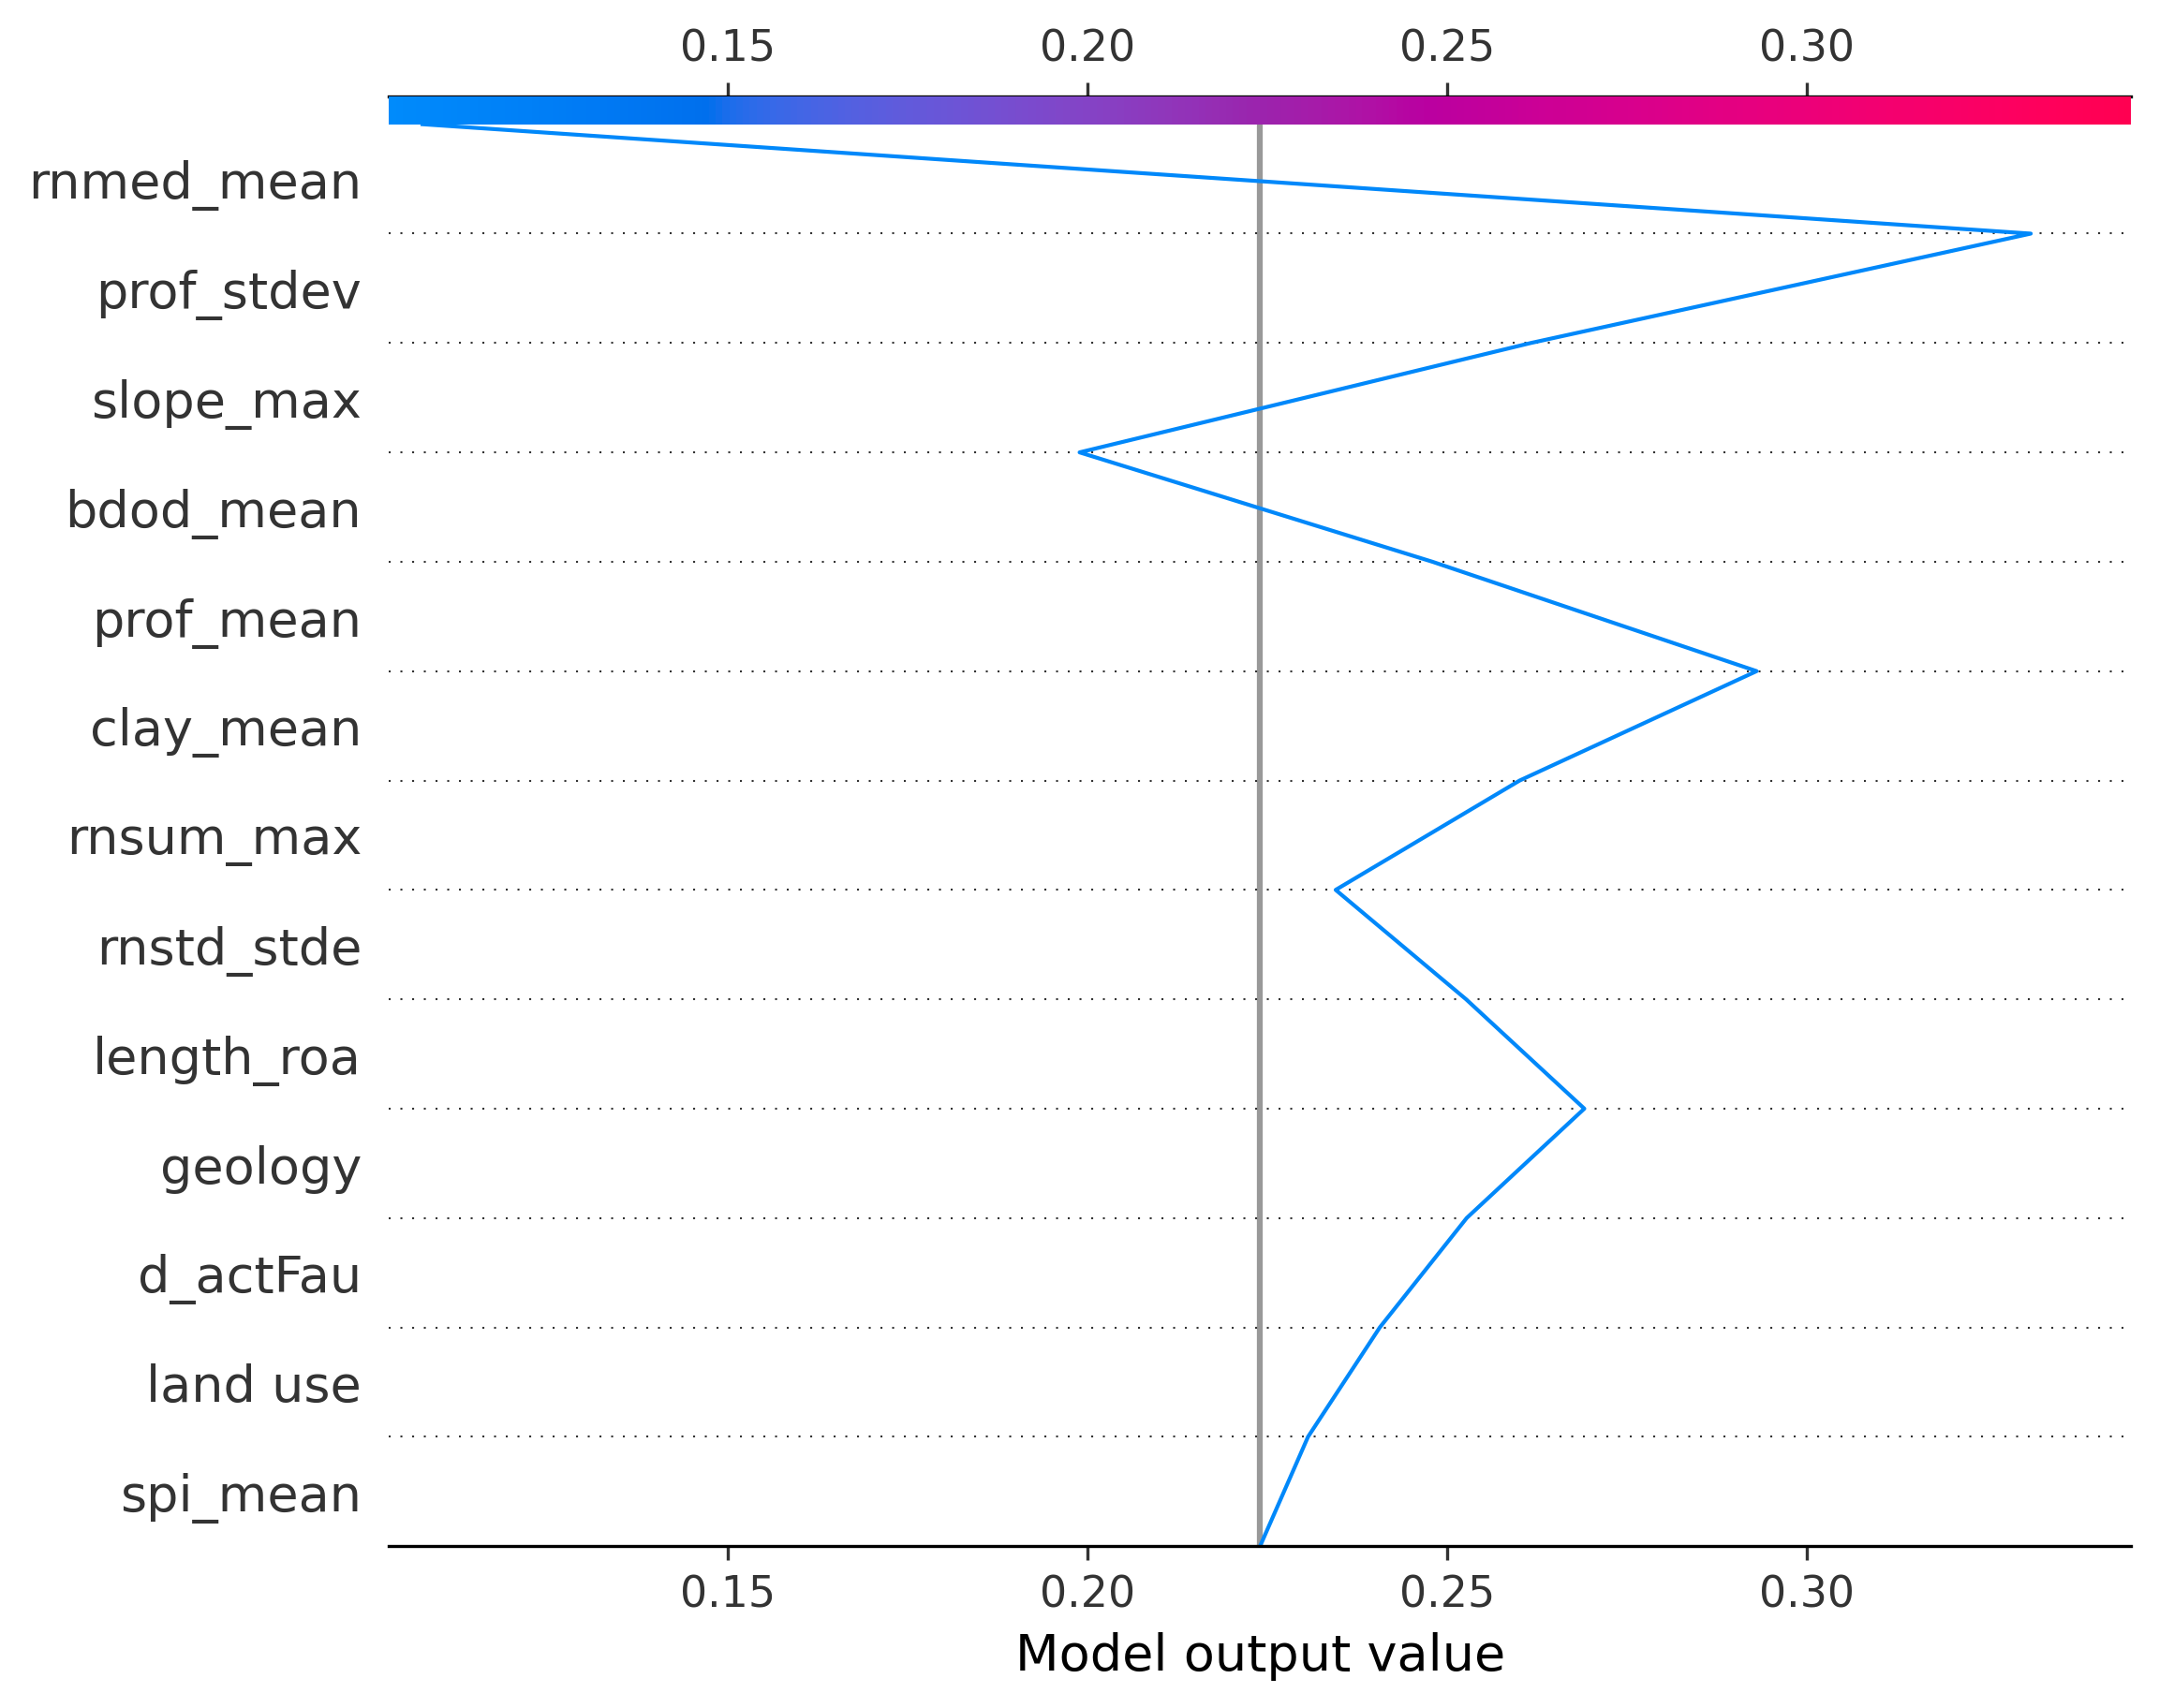 0.15 0.20 0.25 0.30
rnmed_mean
prof_stdev
slope_max
bdod_mean
prof_mean
clay_mean
rnsum_max
rnstd_stde
length_roa
geology
d_actFau
land use
spi_mean
0.15 0.20 0.25 0.30
Model output value